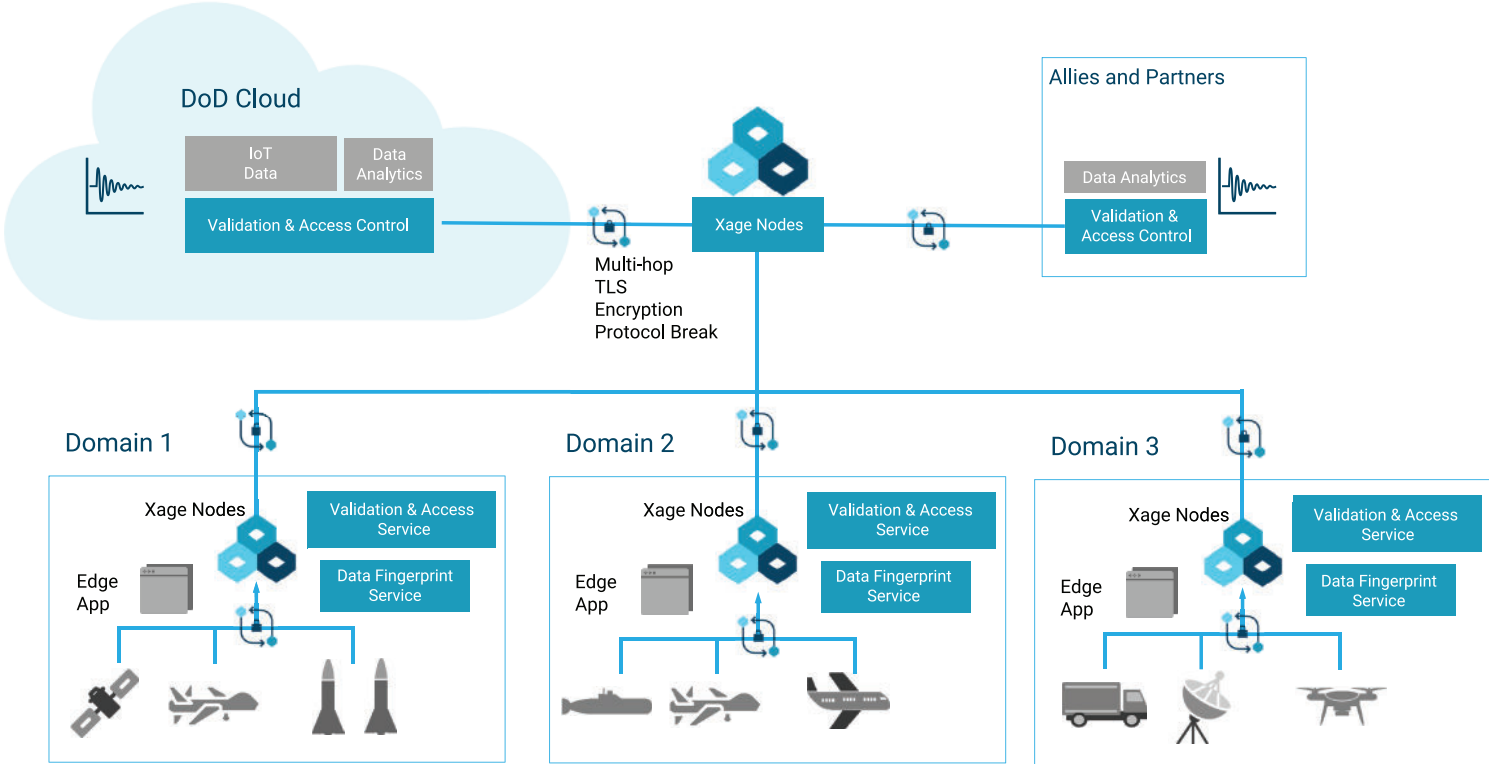 DoD Cloud
IoT
Data
Data
Analytics
Validation & Access Control
Xage Nodes
Multi-hop
TLS
Encryption
Protocol Break
Allies and Partners
Data Analytics
Validation &
Access Control
Domain 1
Xage Nodes
Validation & Access
Service
Edge
App
Data Fingerprint
Service
Domain 2
Xage Nodes
Validation & Access
Service
Edge
App
Data Fingerprint
Service
Domain 3
Xage Nodes
Validation & Access
Service
Edge
App
Data Fingerprint
Service